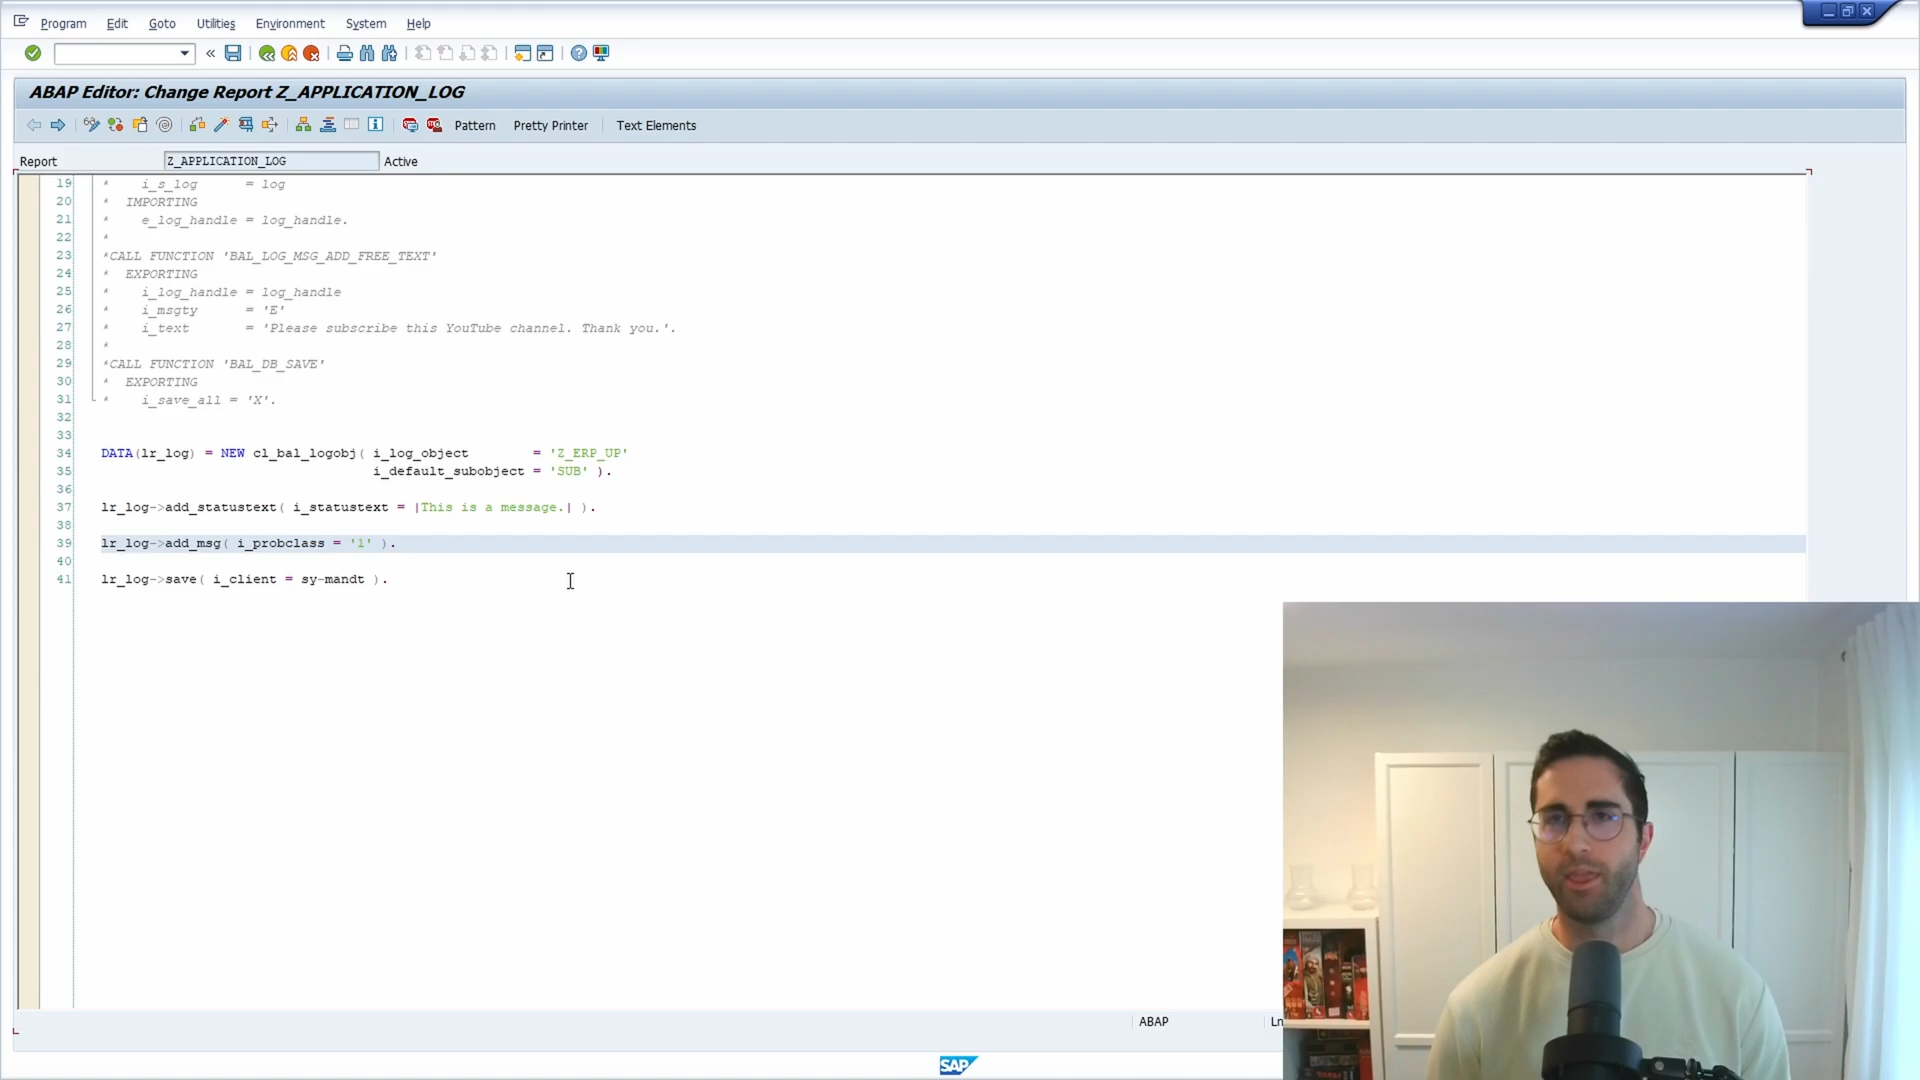 Program Edit Goto Utilities Environment System Help
ABAP Editor: Change Report Z_APPLICATION_LOG
Pattern Pretty Printer Text Elements
Report Z_APPLICATION_LOG Active
19 * i_s_log = log
20 * IMPORTING
21 * e_log_handle = log_handle.
22 *
23 *CALL FUNCTION 'BAL_LOG_MSG_ADD_FREE_TEXT'
24 * EXPORTING
25 * i_log_handle = log_handle
26 * i_msgty = 'E'
27 * i_text = 'Please subscribe this YouTube channel. Thank you.'.
28 *
29 *CALL FUNCTION 'BAL_DB_SAVE'
30 * EXPORTING
31 * i_save_all = 'X'.
32
33
34 DATA(lr_log) = NEW cl_bal_logobj( i_log_object = 'Z_ERP_UP'
35 i_default_subobject = 'SUB' ).
36
37 lr_log->add_statustext( i_statustext = |This is a message.| ).
38
39 lr_log->add_msg( i_probclass = '1' ).
40
41 lr_log->save( i_client = sy-mandt ).
ABAP Ln
SAP